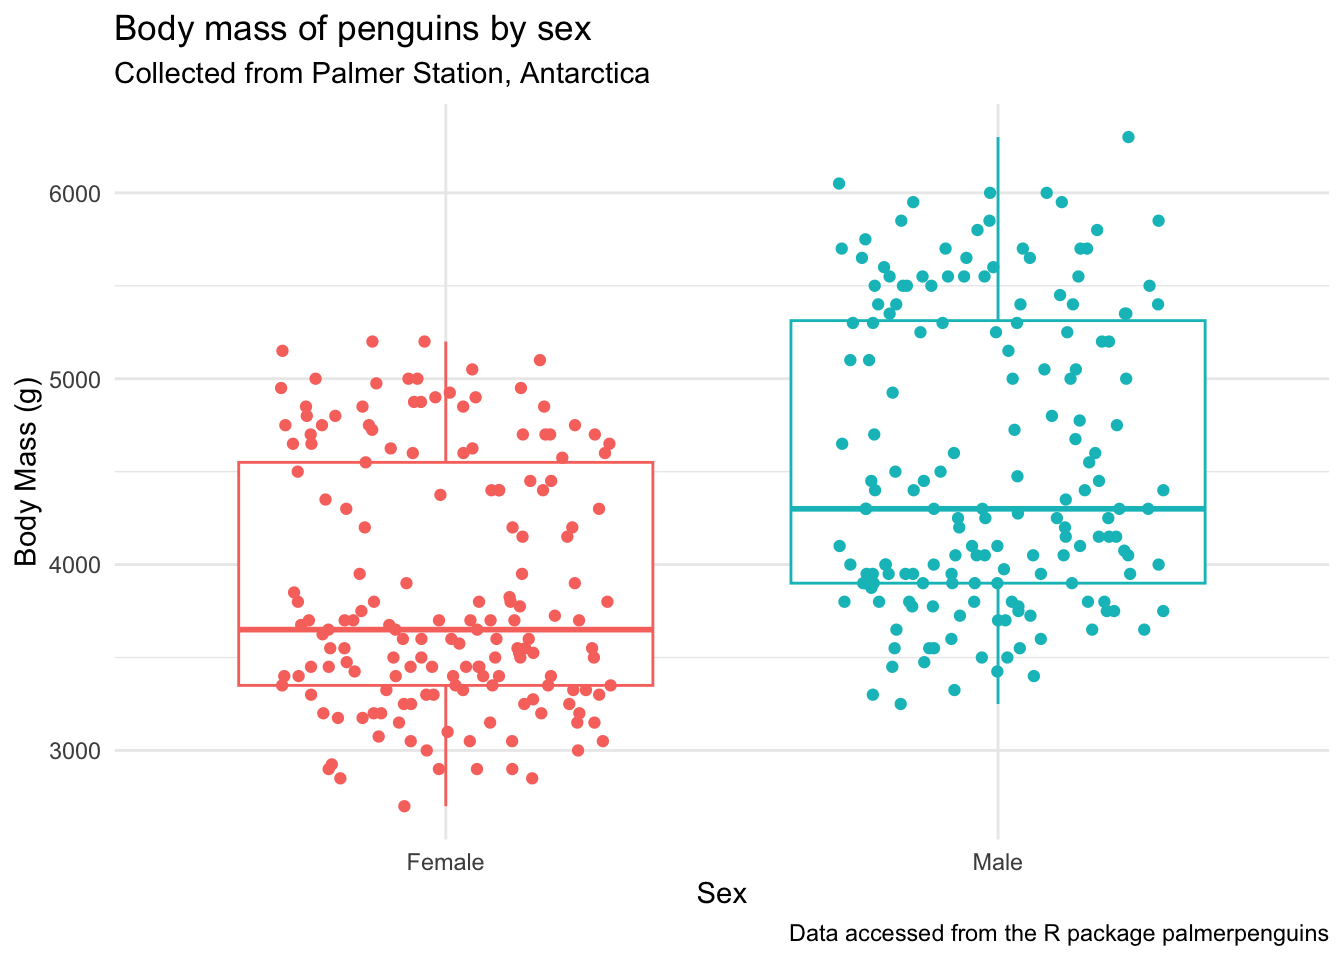 Body mass of penguins by sex
Collected from Palmer Station, Antarctica
6000
5000
4000
3000
Body Mass (g)
Female
Male
Sex
Data accessed from the R package palmerpenguins